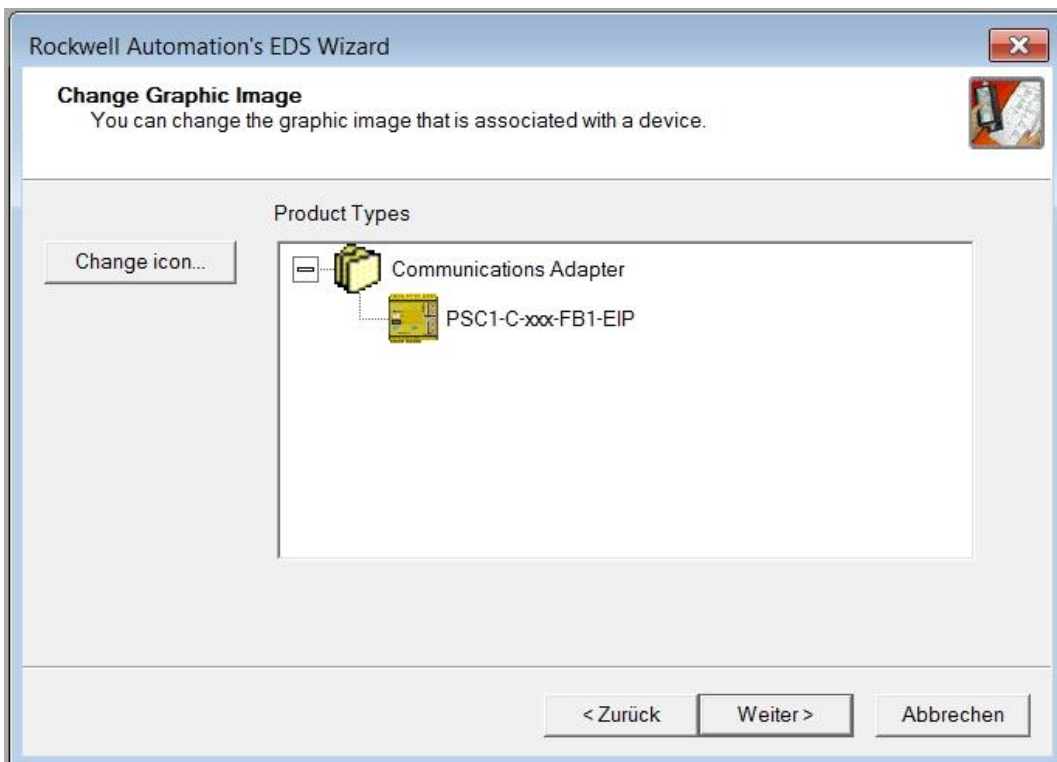 Rockwell Automation's EDS Wizard
Change Graphic Image
You can change the graphic image that is associated with a device.
Product Types
Change icon...
Communications Adapter
PSC1-C-xxx-FB1-EIP
< Zurück
Weiter >
Abbrechen